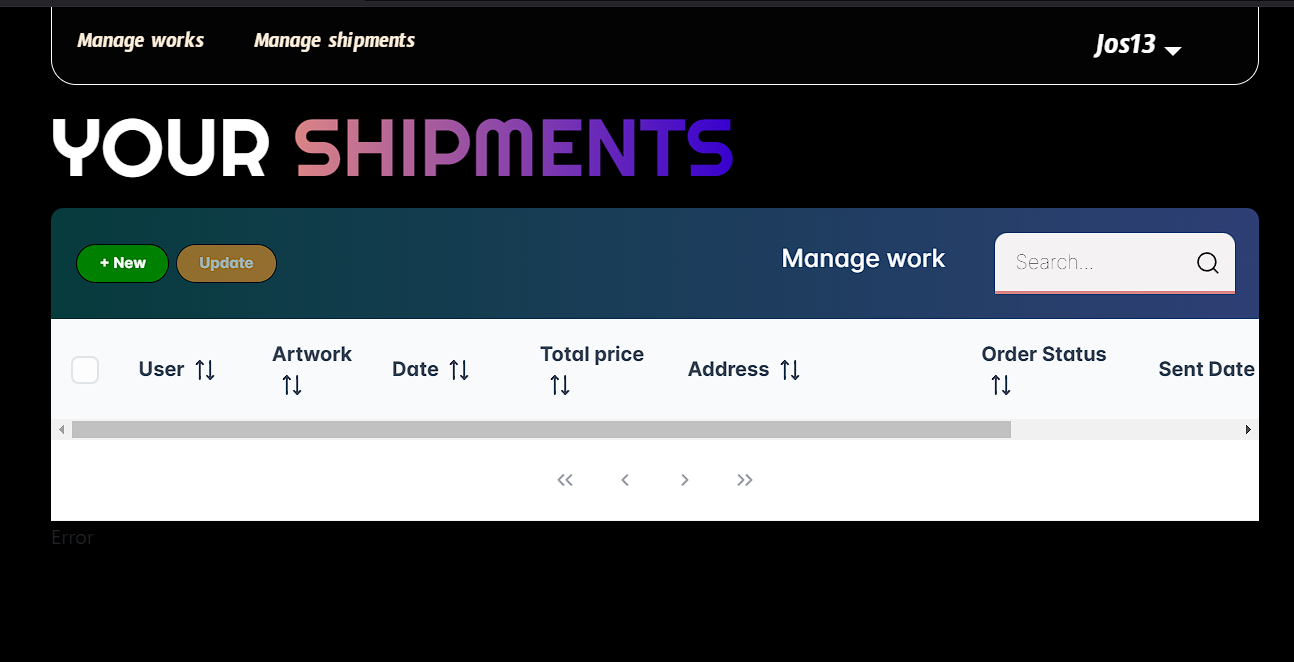 Manage works Manage shipments Jos13
YOUR SHIPMENTS
+ New Update Manage work Search...
User Artwork Date Total price Address Order Status Sent Date
Error